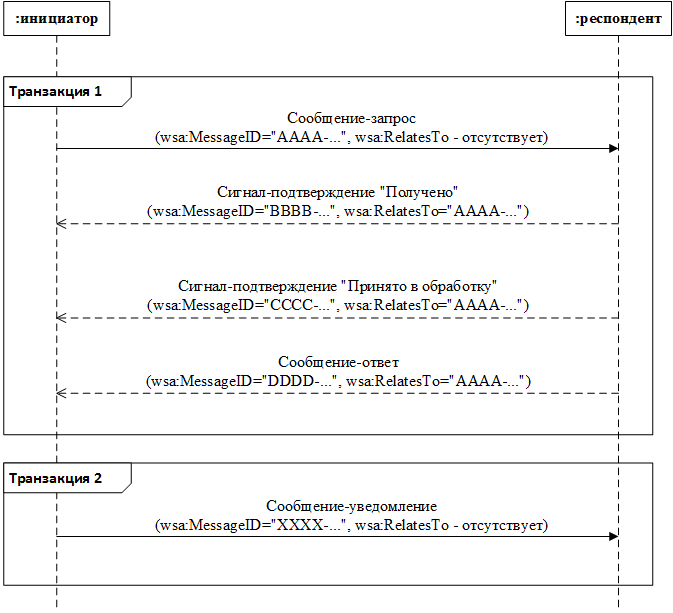 :инициатор
:респондент
Транзакция 1
Сообщение-запрос
(wsa:MessageID="AAAA-...", wsa:RelatesTo - отсутствует)
Сигнал-подтверждение "Получено"
(wsa:MessageID="BBBB-...", wsa:RelatesTo="AAAA-...")
Сигнал-подтверждение "Принято в обработку"
(wsa:MessageID="CCCC-...", wsa:RelatesTo="AAAA-...")
Сообщение-ответ
(wsa:MessageID="DDDD-...", wsa:RelatesTo="AAAA-...")
Транзакция 2
Сообщение-уведомление
(wsa:MessageID="XXXX-...", wsa:RelatesTo - отсутствует)